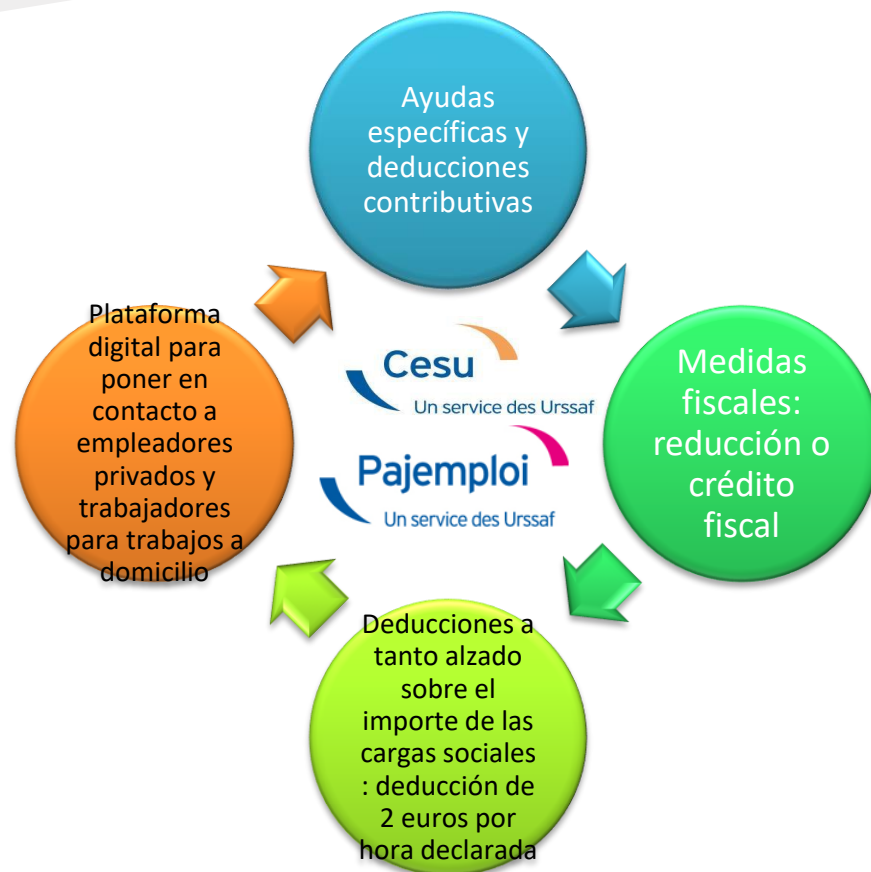 Ayudas
específicas y
deducciones
contributivas
Medidas
fiscales:
reducción o
crédito
fiscal
Deducciones a
tanto alzado
sobre el
importe de las
cargas sociales
: deducción de
2 euros por
hora declarada
Plataforma
digital para
poner en
contacto a
empleadores
privados y
trabajadores
para trabajos a
domicilio
Cesu
Un service des Urssaf
Pajemploi
Un service des Urssaf